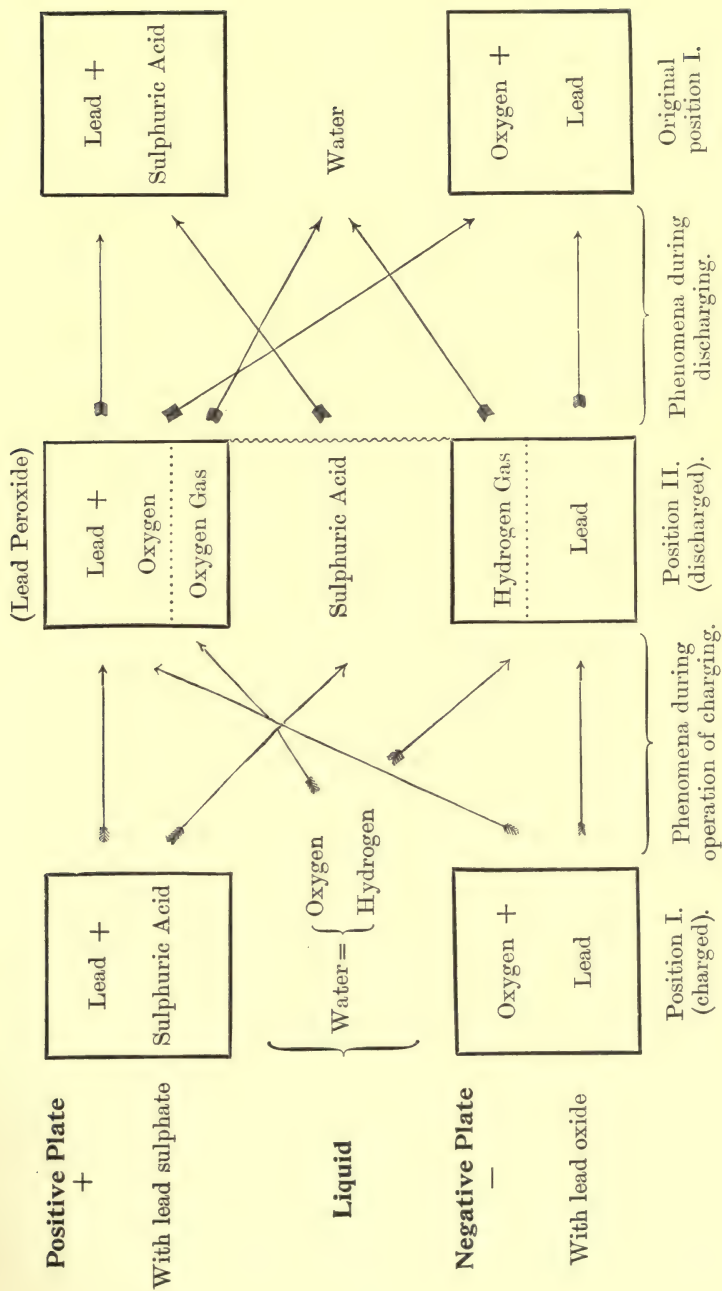 (Lead Peroxide)
Positive Plate
+
With lead sulphate
Lead +
Sulphuric Acid
Lead +
Oxygen
Oxygen Gas
Lead +
Sulphuric Acid
Liquid
Water = 
Oxygen
Hydrogen
Sulphuric Acid
Water
Negative Plate
−
With lead oxide
Oxygen +
Lead
Hydrogen Gas
Lead
Oxygen +
Lead
Position I.
(charged).
Phenomena during
operation of charging.
Position II.
(discharged).
Phenomena during
discharging.
Original
position I.